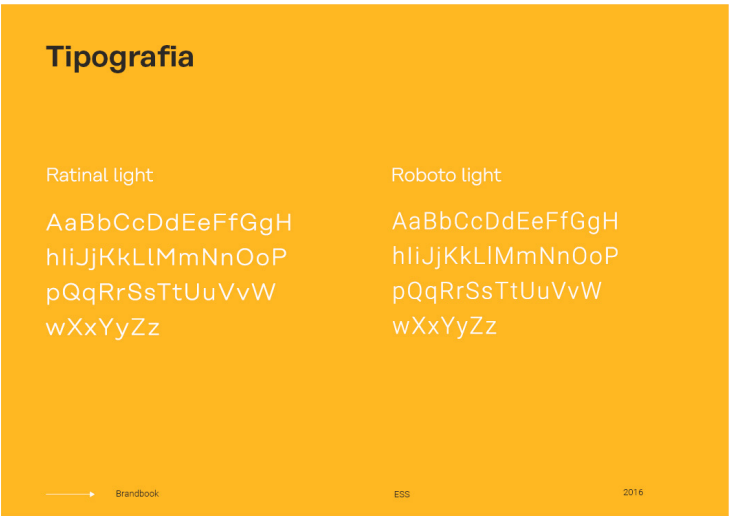 Tipografia
Ratinal light
AaBbCcDdEeFfGgH
hIiJjKkLlMmNnOoP
pQqRrSsTtUuVvW
wXxYyZz
Roboto light
AaBbCcDdEeFfGgH
hIiJjKkLlMmNnOoP
pQqRrSsTtUuVvW
wXxYyZz
Brandbook
ESS
2016